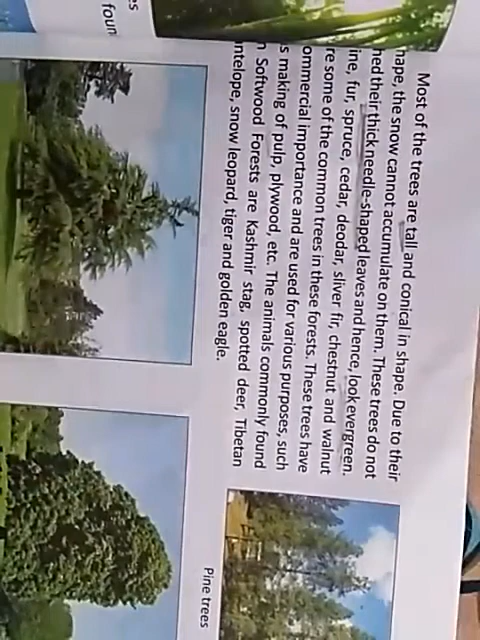 Most of the trees are tall and conical in shape. Due to their
hape, the snow cannot accumulate on them. These trees do not
hed their thick needle-shaped leaves and hence, look evergreen.
ine, fur, spruce, cedar, deodar, sliver fir, chestnut and walnut
re some of the common trees in these forests. These trees have
ommercial importance and are used for various purposes, such
s making of pulp, plywood, etc. The animals commonly found
n Softwood Forests are Kashmir stag, spotted deer, Tibetan
ntelope, snow leopard, tiger and golden eagle.
Pine trees
es
foun